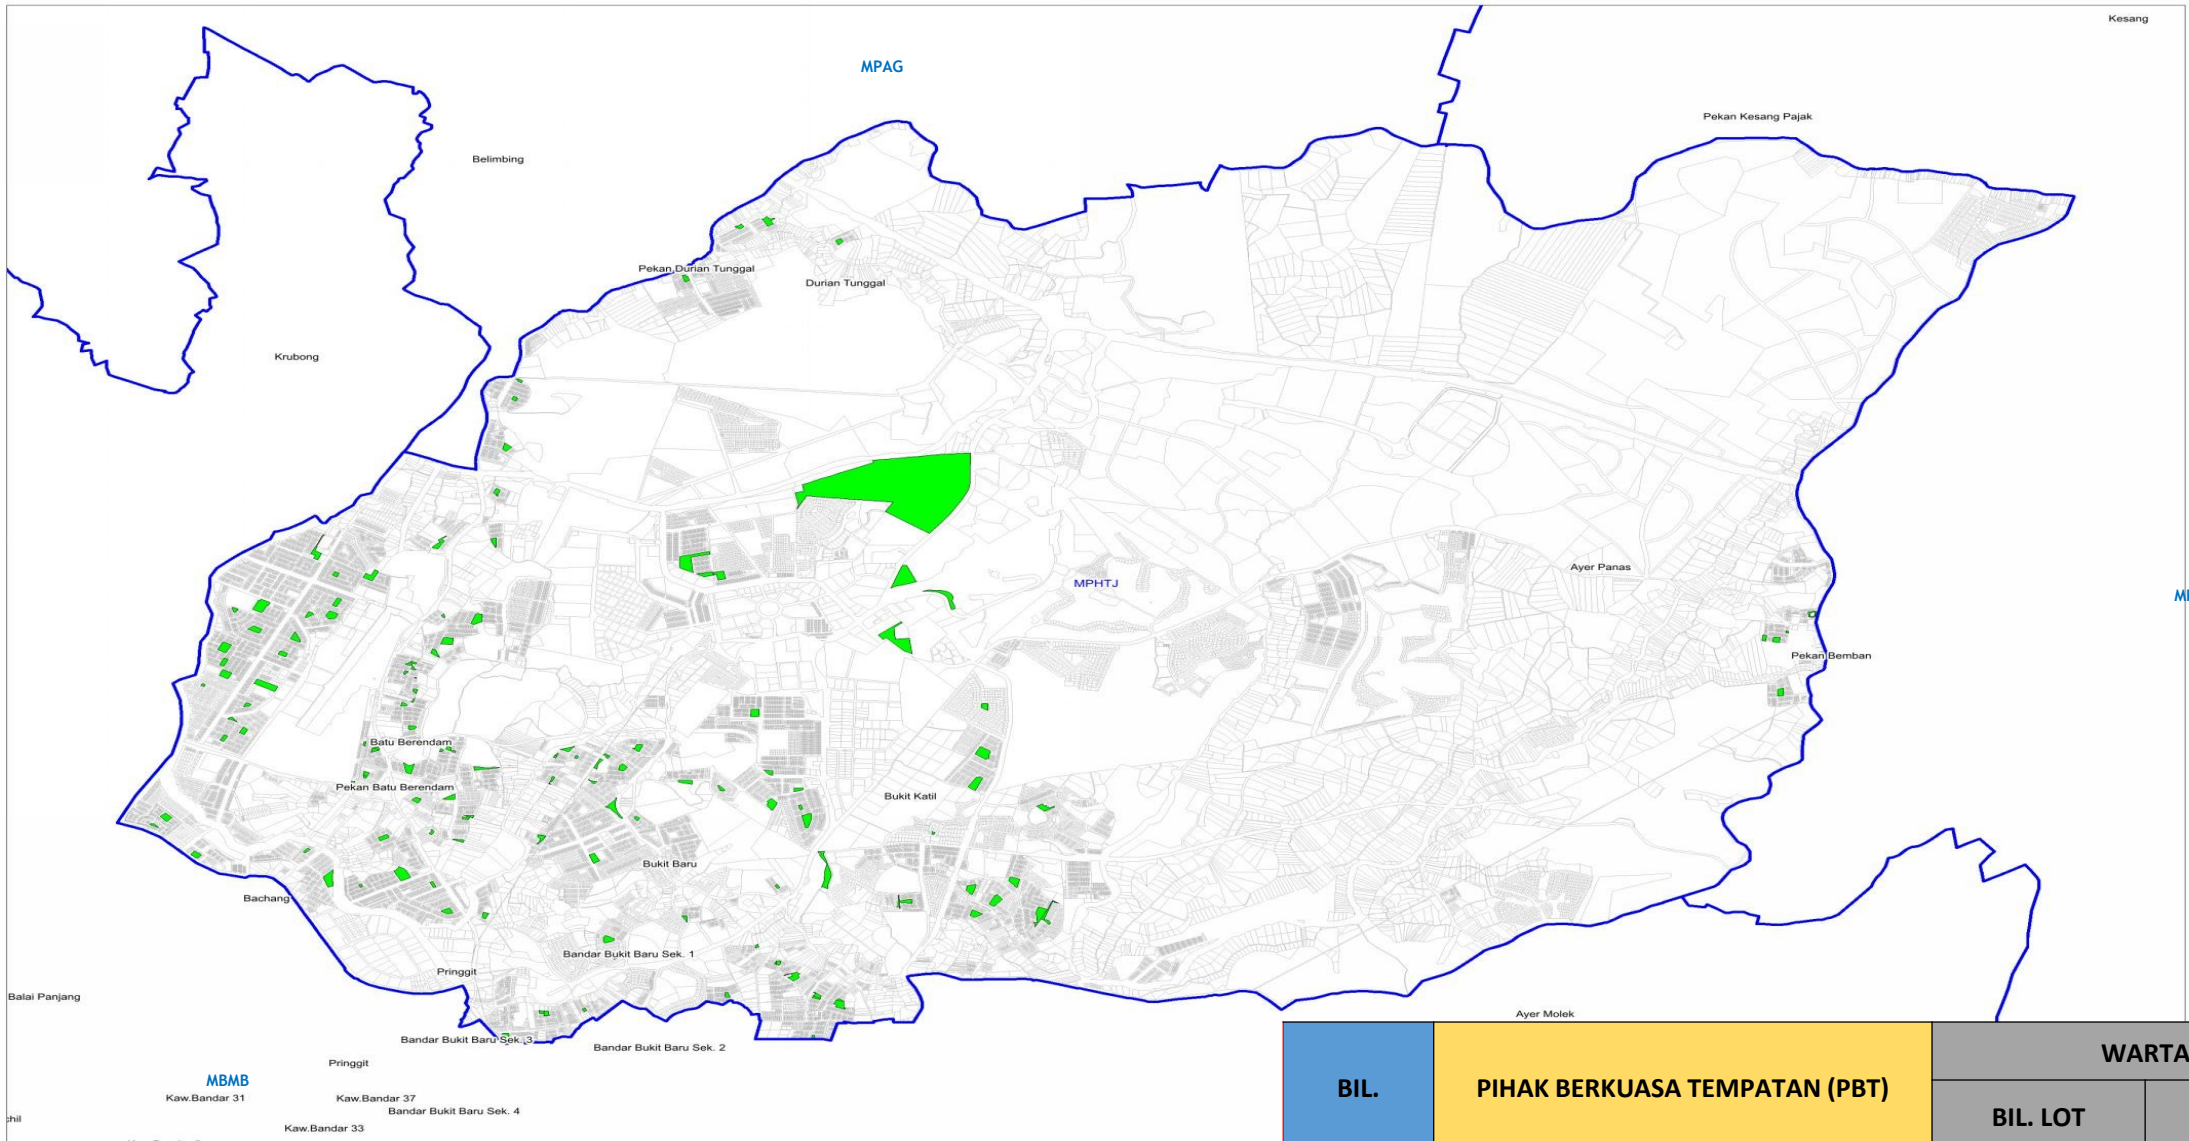 Kesang
MPAG
Pekan Kesang Pajak
Belimbing
Pekan Durian Tunggal
Durian Tunggal
Krubong
Ayer Panas
MPHTJ
Pekan Bemban
Batu Berendam
Pekan Batu Berendam
Bukit Katil
Bukit Baru
Bachang
Bandar Bukit Baru Sek. 1
Pringgit
Balai Panjang
Ayer Molek
Bandar Bukit Baru Sek. 3
Bandar Bukit Baru Sek. 2
Pringgit
MBMB
Kaw.Bandar 31
Kaw.Bandar 37
Bandar Bukit Baru Sek. 4
Kaw.Bandar 33
BIL.
PIHAK BERKUASA TEMPATAN (PBT)
WARTA
BIL. LOT